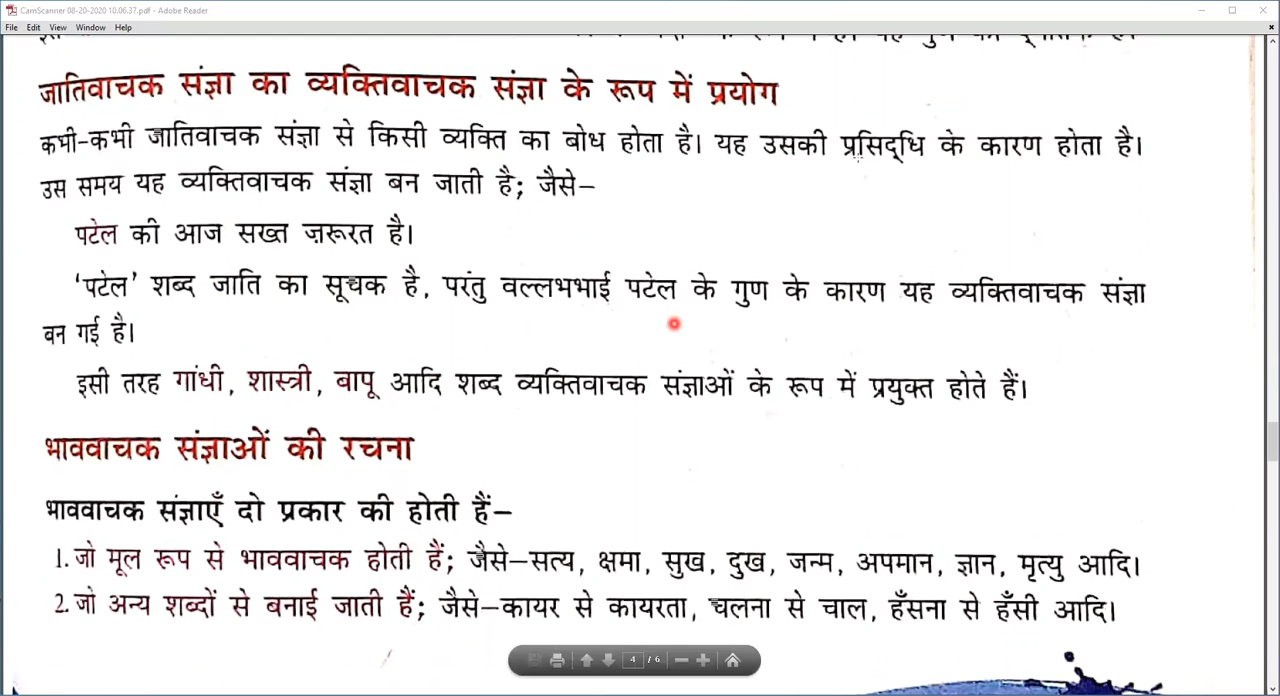 CamScanner 08-20-2020 10.06.37.pdf - Adobe Reader
File Edit View Window Help
जातिवाचक संज्ञा का व्यक्तिवाचक संज्ञा के रूप में प्रयोग
कभी-कभी जातिवाचक संज्ञा से किसी व्यक्ति का बोध होता है। यह उसकी प्रसिद्धि के कारण होता है।
उस समय यह व्यक्तिवाचक संज्ञा बन जाती है; जैसे–
पटेल की आज सख्त ज़रूरत है।
'पटेल' शब्द जाति का सूचक है, परंतु वल्लभभाई पटेल के गुण के कारण यह व्यक्तिवाचक संज्ञा
बन गई है।
इसी तरह गांधी, शास्त्री, बापू आदि शब्द व्यक्तिवाचक संज्ञाओं के रूप में प्रयुक्त होते हैं।
भाववाचक संज्ञाओं की रचना
भाववाचक संज्ञाएँ दो प्रकार की होती हैं–
1. जो मूल रूप से भाववाचक होती हैं; जैसे–सत्य, क्षमा, सुख, दुख, जन्म, अपमान, ज्ञान, मृत्यु आदि।
2. जो अन्य शब्दों से बनाई जाती हैं; जैसे–कायर से कायरता, चलना से चाल, हँसना से हँसी आदि।
4 / 6